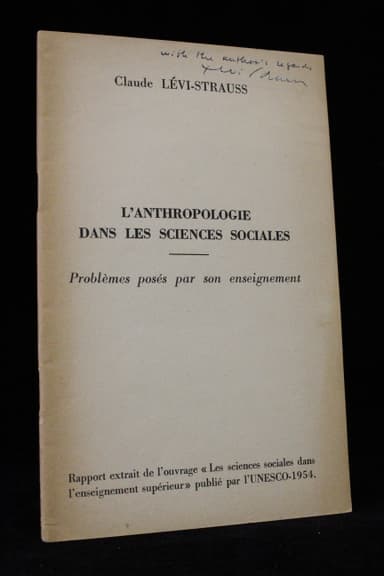 with the author's regards
Claude LÉVI-STRAUSS
L'ANTHROPOLOGIE
DANS LES SCIENCES SOCIALES
Problèmes posés par son enseignement
Rapport extrait de l'ouvrage « Les sciences sociales dans
l'enseignement supérieur» publié par l'UNESCO-1954.